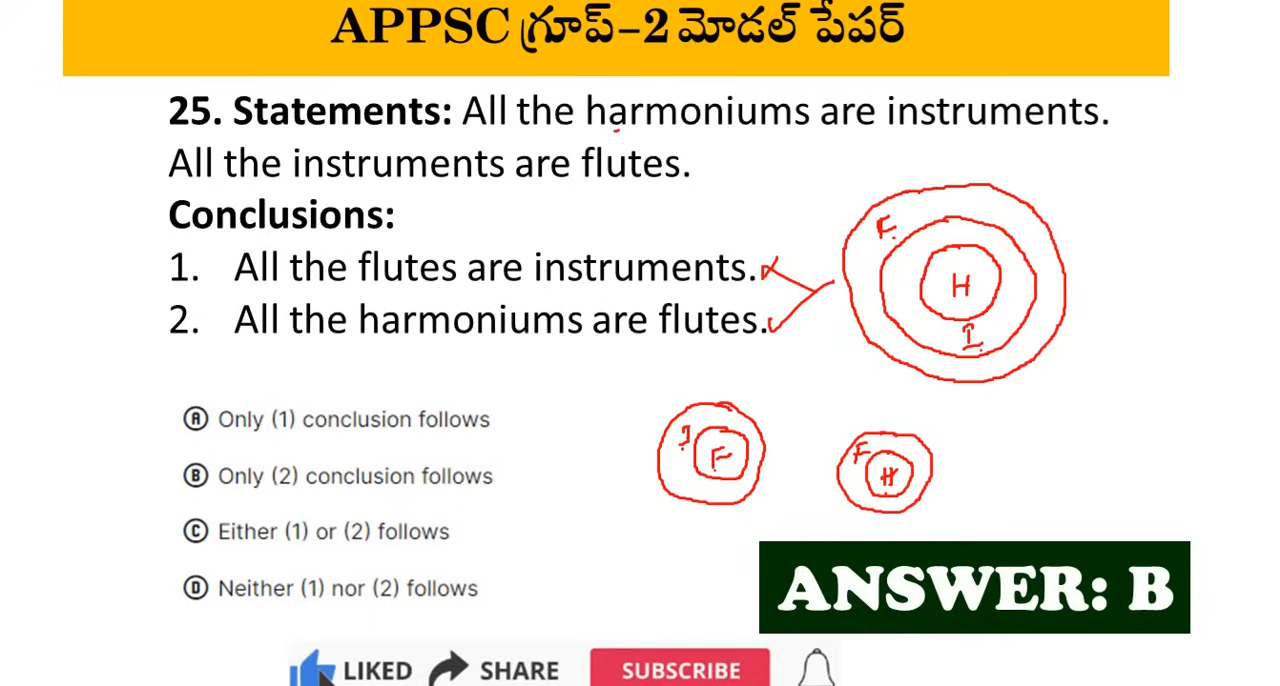 APPSC గ్రూప్-2 మోడల్ పేపర్
25. Statements: All the harmoniums are instruments.
All the instruments are flutes.
Conclusions:
1. All the flutes are instruments.
2. All the harmoniums are flutes.
F
H
I
A Only (1) conclusion follows
B Only (2) conclusion follows
C Either (1) or (2) follows
D Neither (1) nor (2) follows
I
F
F
H
ANSWER: B
LIKED SHARE SUBSCRIBE